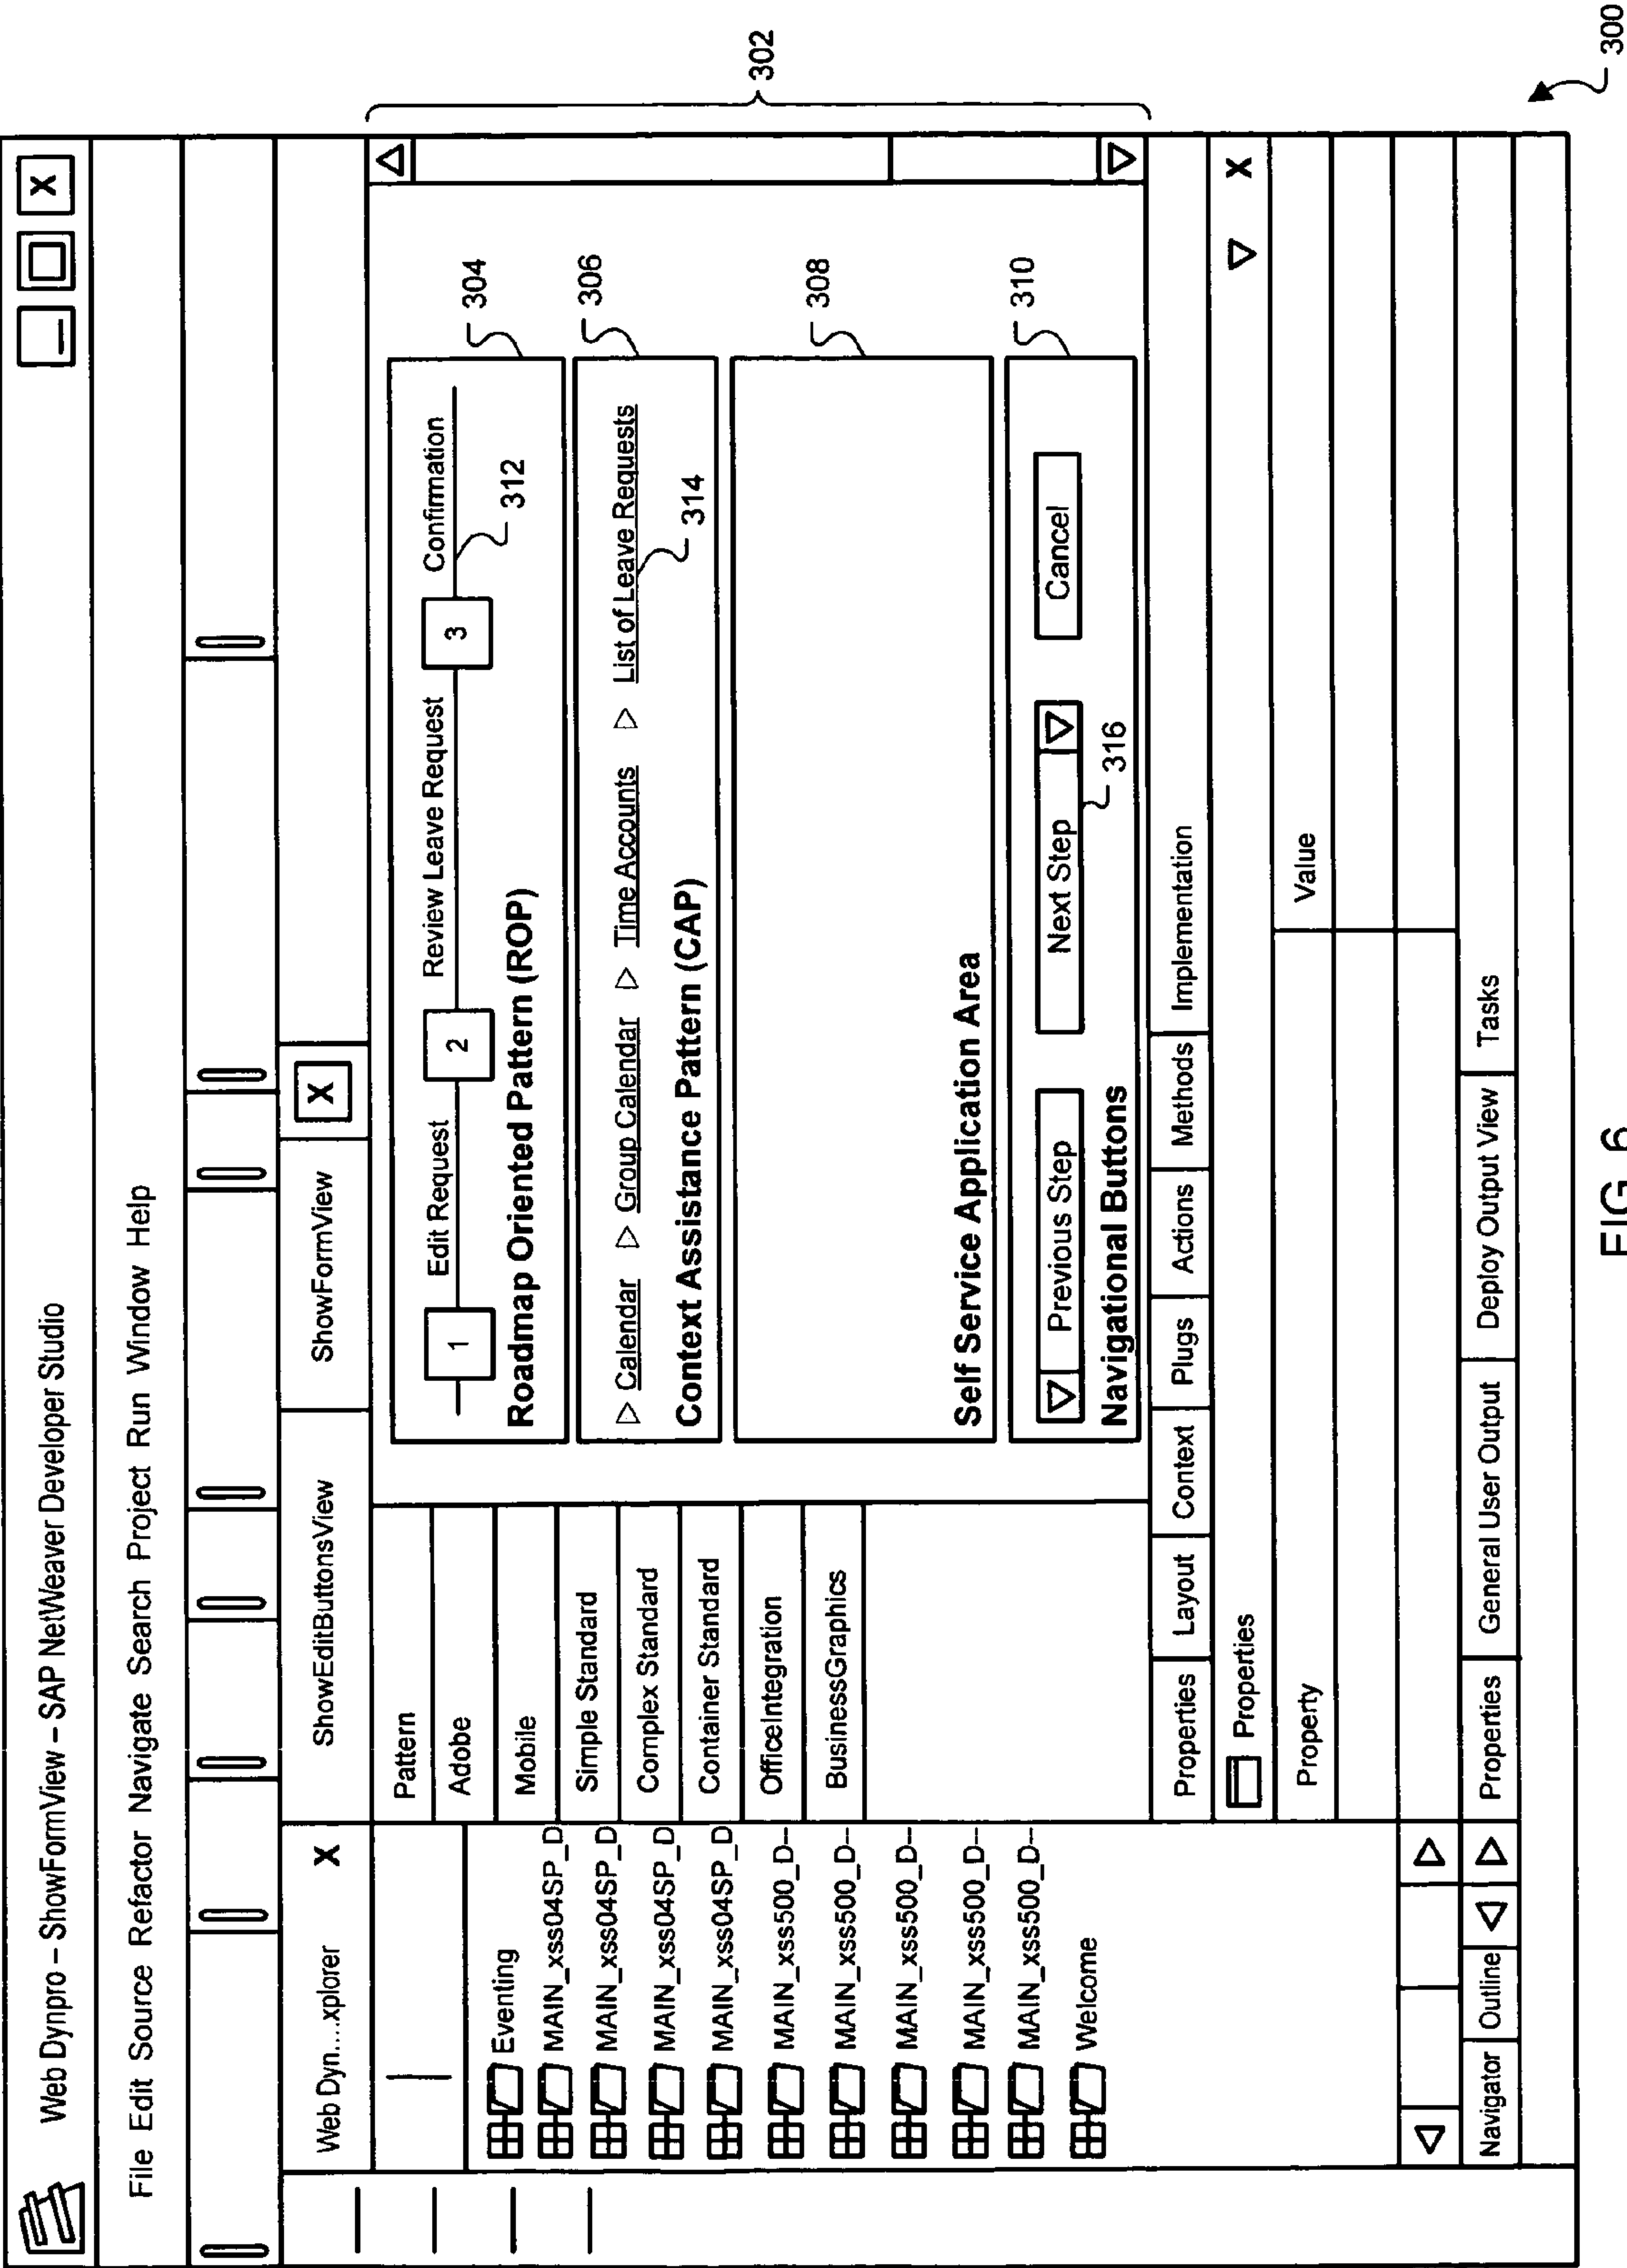 Web Dynpro – ShowFormView – SAP NetWeaver Developer Studio
X
File Edit Source Refactor Navigate Search Project Run Window Help
Web Dyn....xplorer X
ShowEditButtonsView
ShowFormView
X
Eventing
MAIN_xss04SP_D
MAIN_xss04SP_D
MAIN_xss04SP_D
MAIN_xss04SP_D
MAIN_xss500_D--
MAIN_xss500_D--
MAIN_xss500_D--
MAIN_xss500_D--
MAIN_xss500_D--
Welcome
Pattern
Adobe
Mobile
Simple Standard
Complex Standard
Container Standard
OfficeIntegration
BusinessGraphics
1 Edit Request 2 Review Leave Request 3 Confirmation
312
Roadmap Oriented Pattern (ROP)
304
Calendar Group Calendar Time Accounts List of Leave Requests
314
Context Assistance Pattern (CAP)
306
Self Service Application Area
308
Previous Step Next Step Cancel
316
Navigational Buttons
310
302
Properties Layout Context Plugs Actions Methods Implementation
Properties X
Property Value
Navigator Outline
Properties General User Output Deploy Output View Tasks
300
FIG. 6